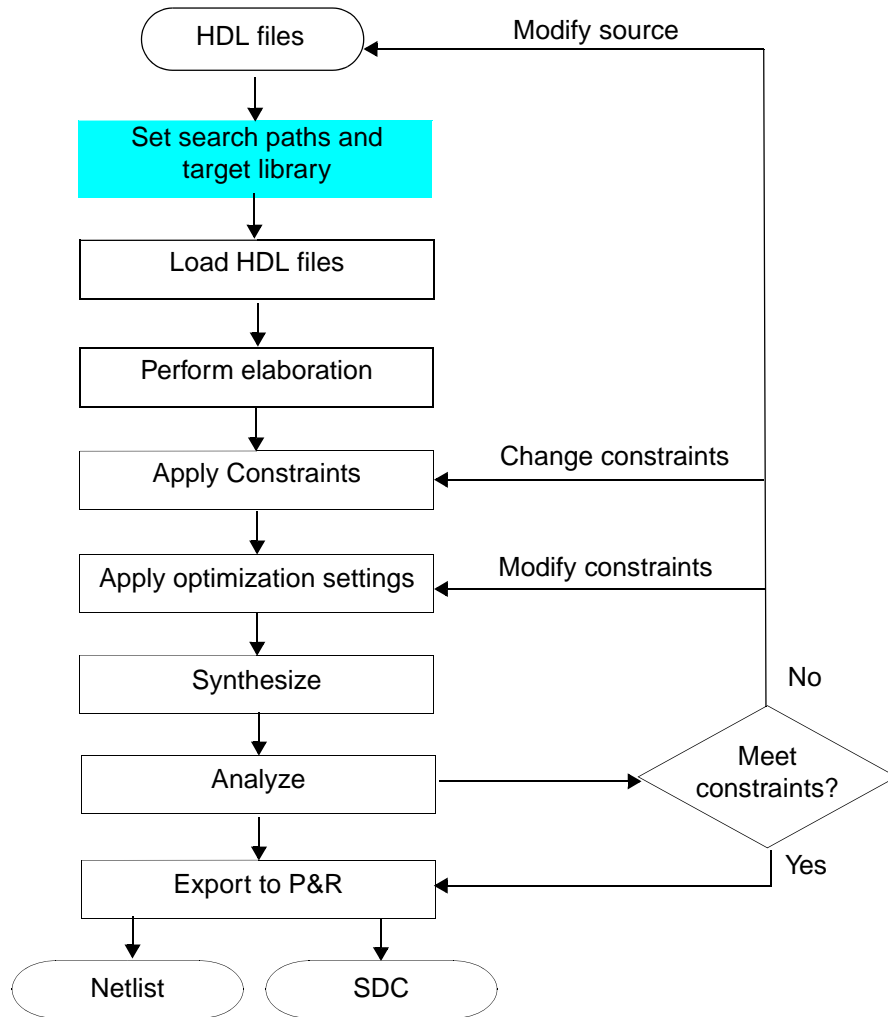 HDL files
Modify source
Set search paths and
target library
Load HDL files
Perform elaboration
Apply Constraints
Change constraints
Apply optimization settings
Modify constraints
Synthesize
No
Analyze
Meet
constraints?
Yes
Export to P&R
Netlist
SDC